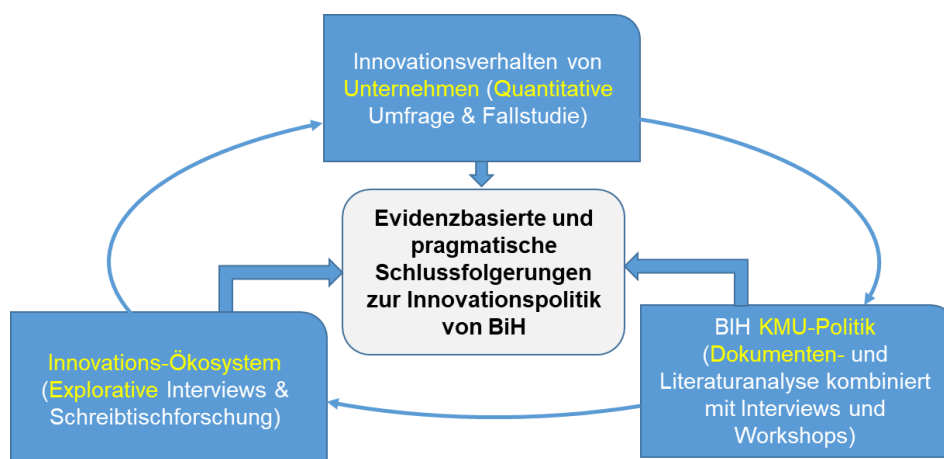 Innovationsverhalten von
Unternehmen (Quantitative
Umfrage & Fallstudie)
Evidenzbasierte und
pragmatische
Schlussfolgerungen
zur Innovationspolitik
von BiH
Innovations-Ökosystem
(Explorative Interviews &
Schreibtischforschung)
BIH KMU-Politik
(Dokumenten- und
Literaturanalyse kombiniert
mit Interviews und
Workshops)